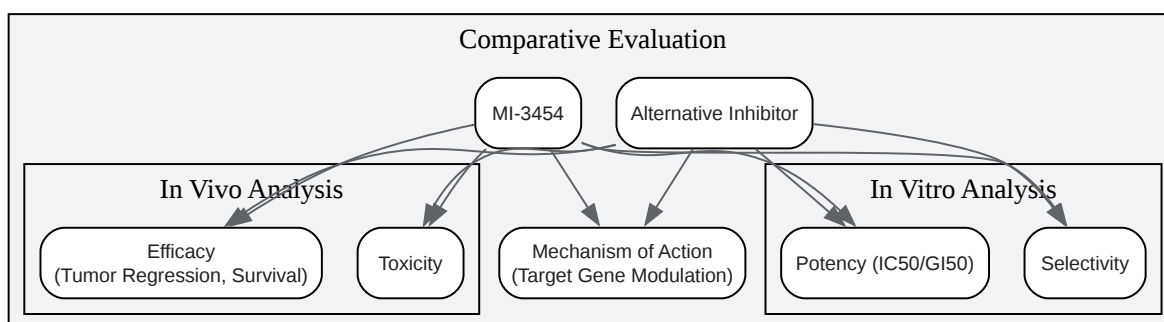 Comparative Evaluation
MI-3454
Alternative Inhibitor
In Vivo Analysis
In Vitro Analysis
Efficacy
(Tumor Regression, Survival)
Toxicity
Mechanism of Action
(Target Gene Modulation)
Potency (IC50/GI50)
Selectivity